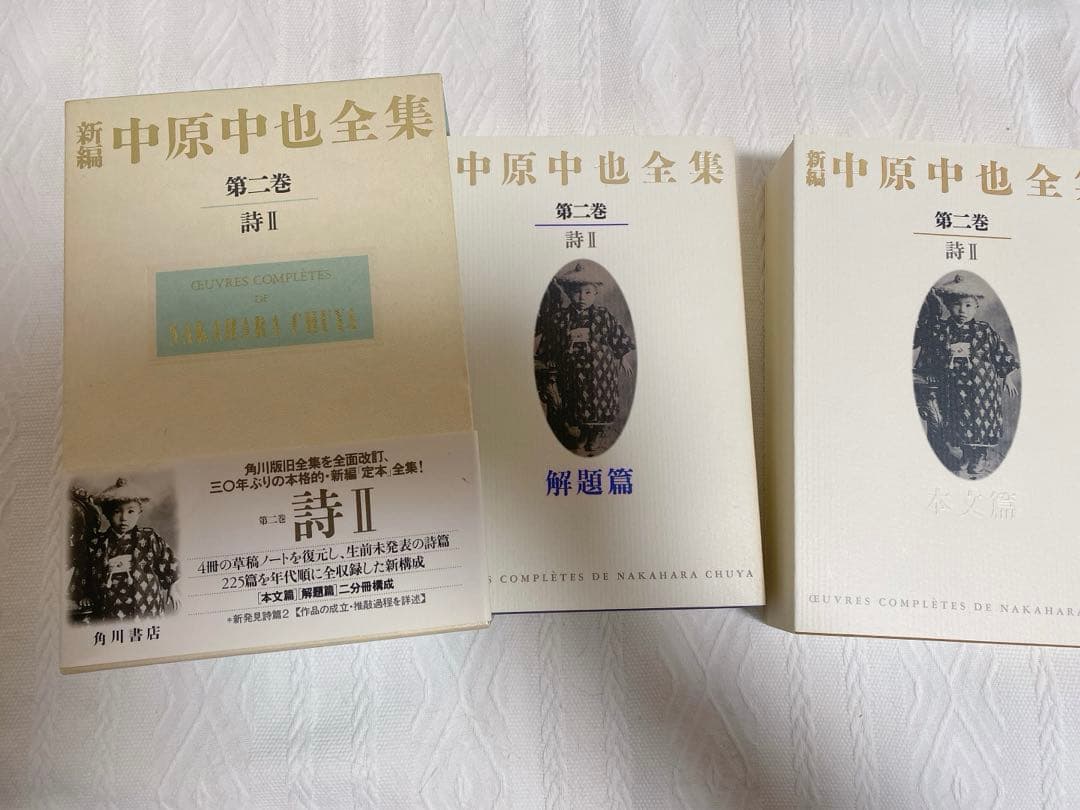 新編 中原中也全集
第二巻
詩Ⅱ
ŒUVRES COMPLÈTES
DE
NAKAHARA CHUYA
角川版旧全集を全面改訂、
三〇年ぶりの本格的・新編「定本」全集!
第二巻 詩Ⅱ
4冊の草稿ノートを復元し、生前未発表の詩篇
225篇を年代順に全収録した新構成
[本文篇][解題篇]二分冊構成
*新発見詩篇2【作品の成立・推敲過程を詳述】
角川書店
中原中也全集
第二巻
詩Ⅱ
解題篇
S COMPLÈTES DE NAKAHARA CHUYA
新編 中原中也全集
第二巻
詩Ⅱ
本文篇
ŒUVRES COMPLÈTES DE NAKAHARA